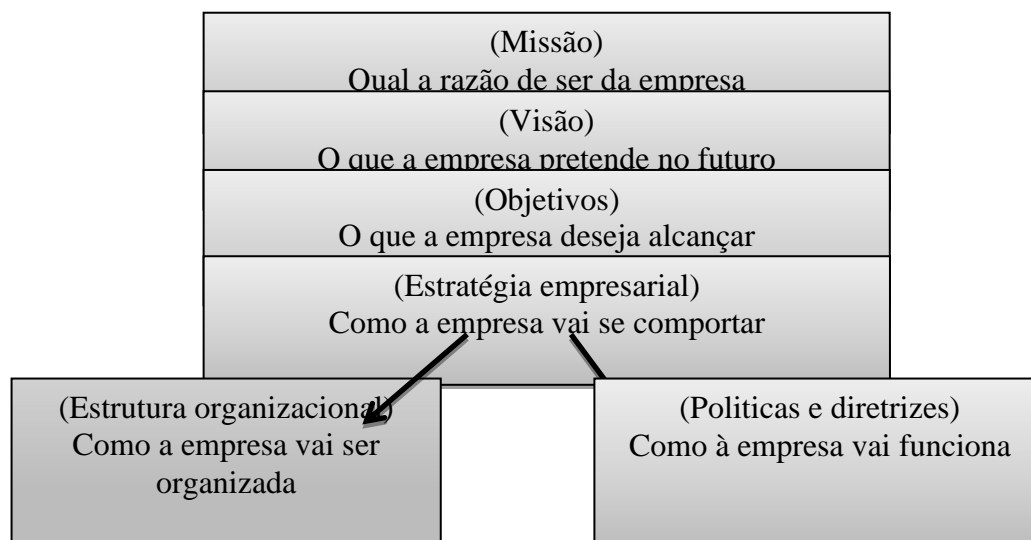 (Missão)
Qual a razão de ser da empresa
(Visão)
O que a empresa pretende no futuro
(Objetivos)
O que a empresa deseja alcançar
(Estratégia empresarial)
Como a empresa vai se comportar
(Estrutura organizacional)
Como a empresa vai ser
organizada
(Politicas e diretrizes)
Como à empresa vai funciona